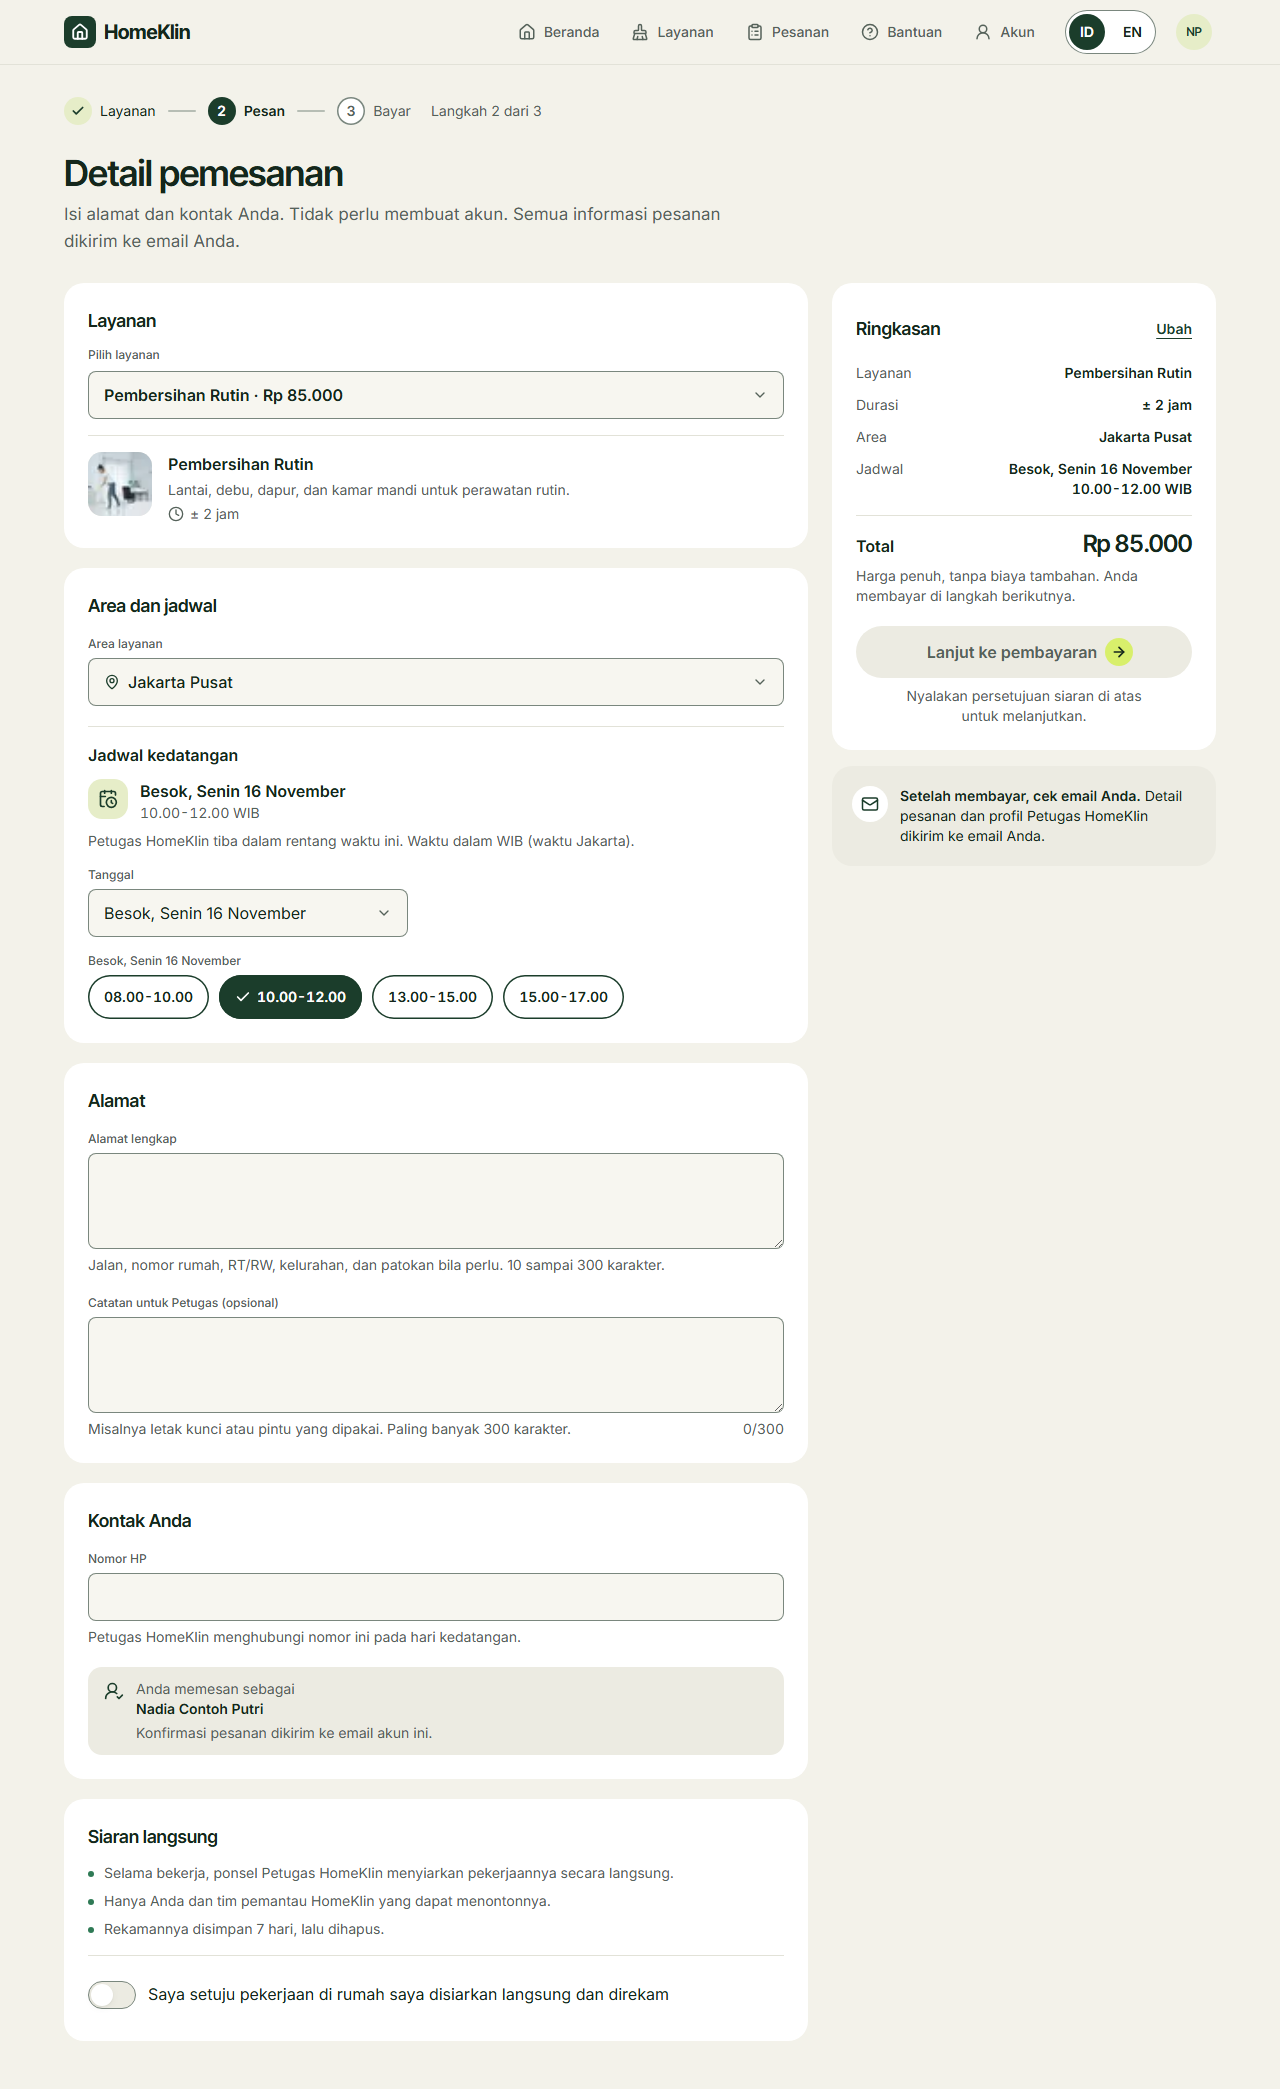 HomeKlin
Beranda
Layanan
Pesanan
Bantuan
Akun
ID
EN
NP
Layanan
2
Pesan
3
Bayar
Langkah 2 dari 3
Detail pemesanan
Isi alamat dan kontak Anda. Tidak perlu membuat akun. Semua informasi pesanan
dikirim ke email Anda.
Layanan
Pilih layanan
Pembersihan Rutin · Rp 85.000
Pembersihan Rutin
Lantai, debu, dapur, dan kamar mandi untuk perawatan rutin.
± 2 jam
Area dan jadwal
Area layanan
Jakarta Pusat
Jadwal kedatangan
Besok, Senin 16 November
10.00-12.00 WIB
Petugas HomeKlin tiba dalam rentang waktu ini. Waktu dalam WIB (waktu Jakarta).
Tanggal
Besok, Senin 16 November
Besok, Senin 16 November
08.00-10.00
10.00-12.00
13.00-15.00
15.00-17.00
Alamat
Alamat lengkap
Jalan, nomor rumah, RT/RW, kelurahan, dan patokan bila perlu. 10 sampai 300 karakter.
Catatan untuk Petugas (opsional)
Misalnya letak kunci atau pintu yang dipakai. Paling banyak 300 karakter.
0/300
Kontak Anda
Nomor HP
Petugas HomeKlin menghubungi nomor ini pada hari kedatangan.
Anda memesan sebagai
Nadia Contoh Putri
Konfirmasi pesanan dikirim ke email akun ini.
Siaran langsung
Selama bekerja, ponsel Petugas HomeKlin menyiarkan pekerjaannya secara langsung.
Hanya Anda dan tim pemantau HomeKlin yang dapat menontonnya.
Rekamannya disimpan 7 hari, lalu dihapus.
Saya setuju pekerjaan di rumah saya disiarkan langsung dan direkam
Ringkasan
Ubah
Layanan
Pembersihan Rutin
Durasi
± 2 jam
Area
Jakarta Pusat
Jadwal
Besok, Senin 16 November
10.00-12.00 WIB
Total
Rp 85.000
Harga penuh, tanpa biaya tambahan. Anda
membayar di langkah berikutnya.
Lanjut ke pembayaran
Nyalakan persetujuan siaran di atas
untuk melanjutkan.
Setelah membayar, cek email Anda. Detail
pesanan dan profil Petugas HomeKlin
dikirim ke email Anda.